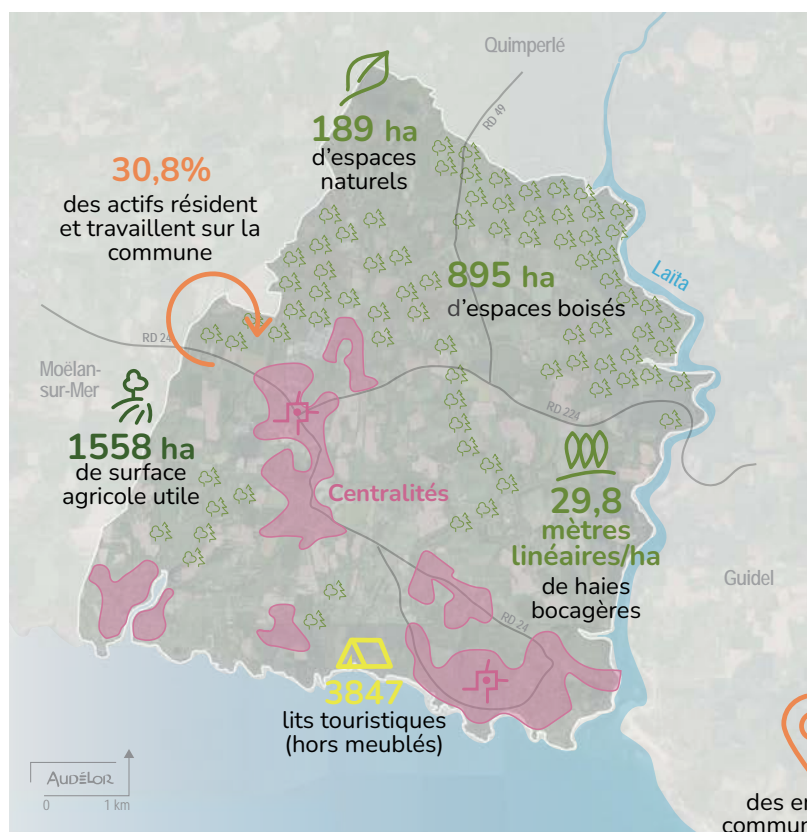 Quimperlé
RD 49
189 ha
d'espaces
naturels
30,8%
des actifs résident
et travaillent sur la
commune
895 ha
d'espaces boisés
Laïta
RD 24
Moëlan-
sur-Mer
RD 224
1558 ha
de surface
agricole utile
Centralités
29,8
mètres
linéaires/ha
de haies
bocagères
Guidel
RD 24
3847
lits touristiques
(hors meublés)
AUDÉLOR
0 1 km
des
commun